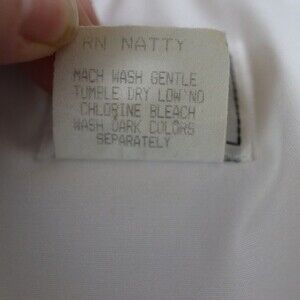 RN NATTY
MACH WASH GENTLE
TUMBLE DRY LOW NO
CHLORINE BLEACH
WASH DARK COLORS
SEPARATELY